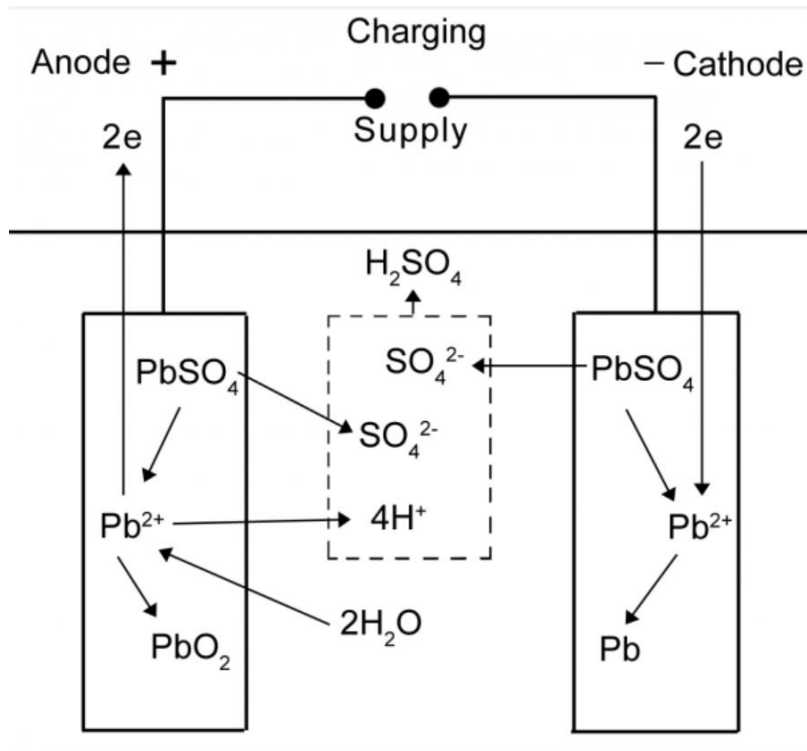 Charging
Anode +
– Cathode
2e
Supply
2e
H₂SO₄
PbSO₄
SO₄²⁻
PbSO₄
SO₄²⁻
Pb²⁺
4H⁺
Pb²⁺
2H₂O
PbO₂
Pb